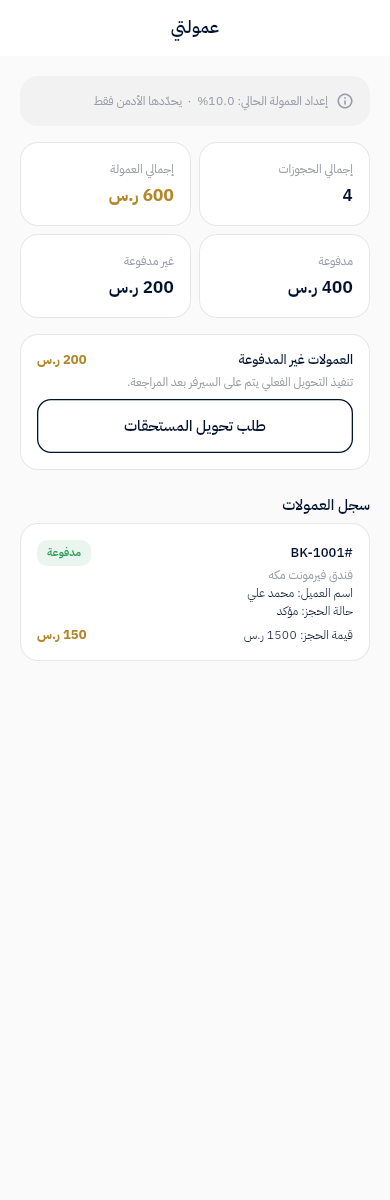 عمولتي
إعداد العمولة الحالي: 10.0% · يحدّدها الأدمن فقط
إجمالي الحجوزات
4
إجمالي العمولة
600 ر.س
مدفوعة
400 ر.س
غير مدفوعة
200 ر.س
العمولات غير المدفوعة
200 ر.س
تنفيذ التحويل الفعلي يتم على السيرفر بعد المراجعة.
طلب تحويل المستحقات
سجل العمولات
#BK-1001
مدفوعة
فندق فيرمونت مكه
اسم العميل: محمد علي
حالة الحجز: مؤكد
قيمة الحجز: 1500 ر.س
150 ر.س